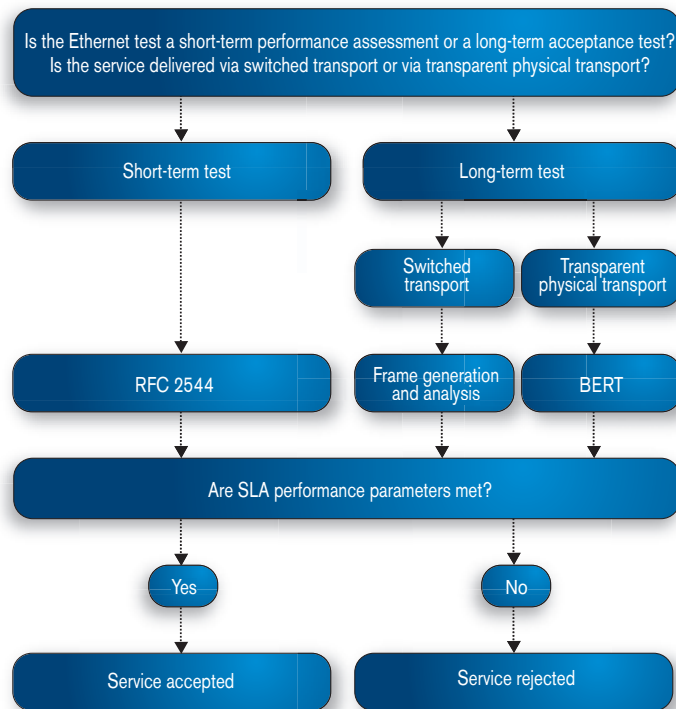 Is the Ethernet test a short-term performance assessment or a long-term acceptance test?
Is the service delivered via switched transport or via transparent physical transport?
Short-term test
Long-term test
Switched
transport
Transparent
physical transport
RFC 2544
Frame generation
and analysis
BERT
Are SLA performance parameters met?
Yes
No
Service accepted
Service rejected